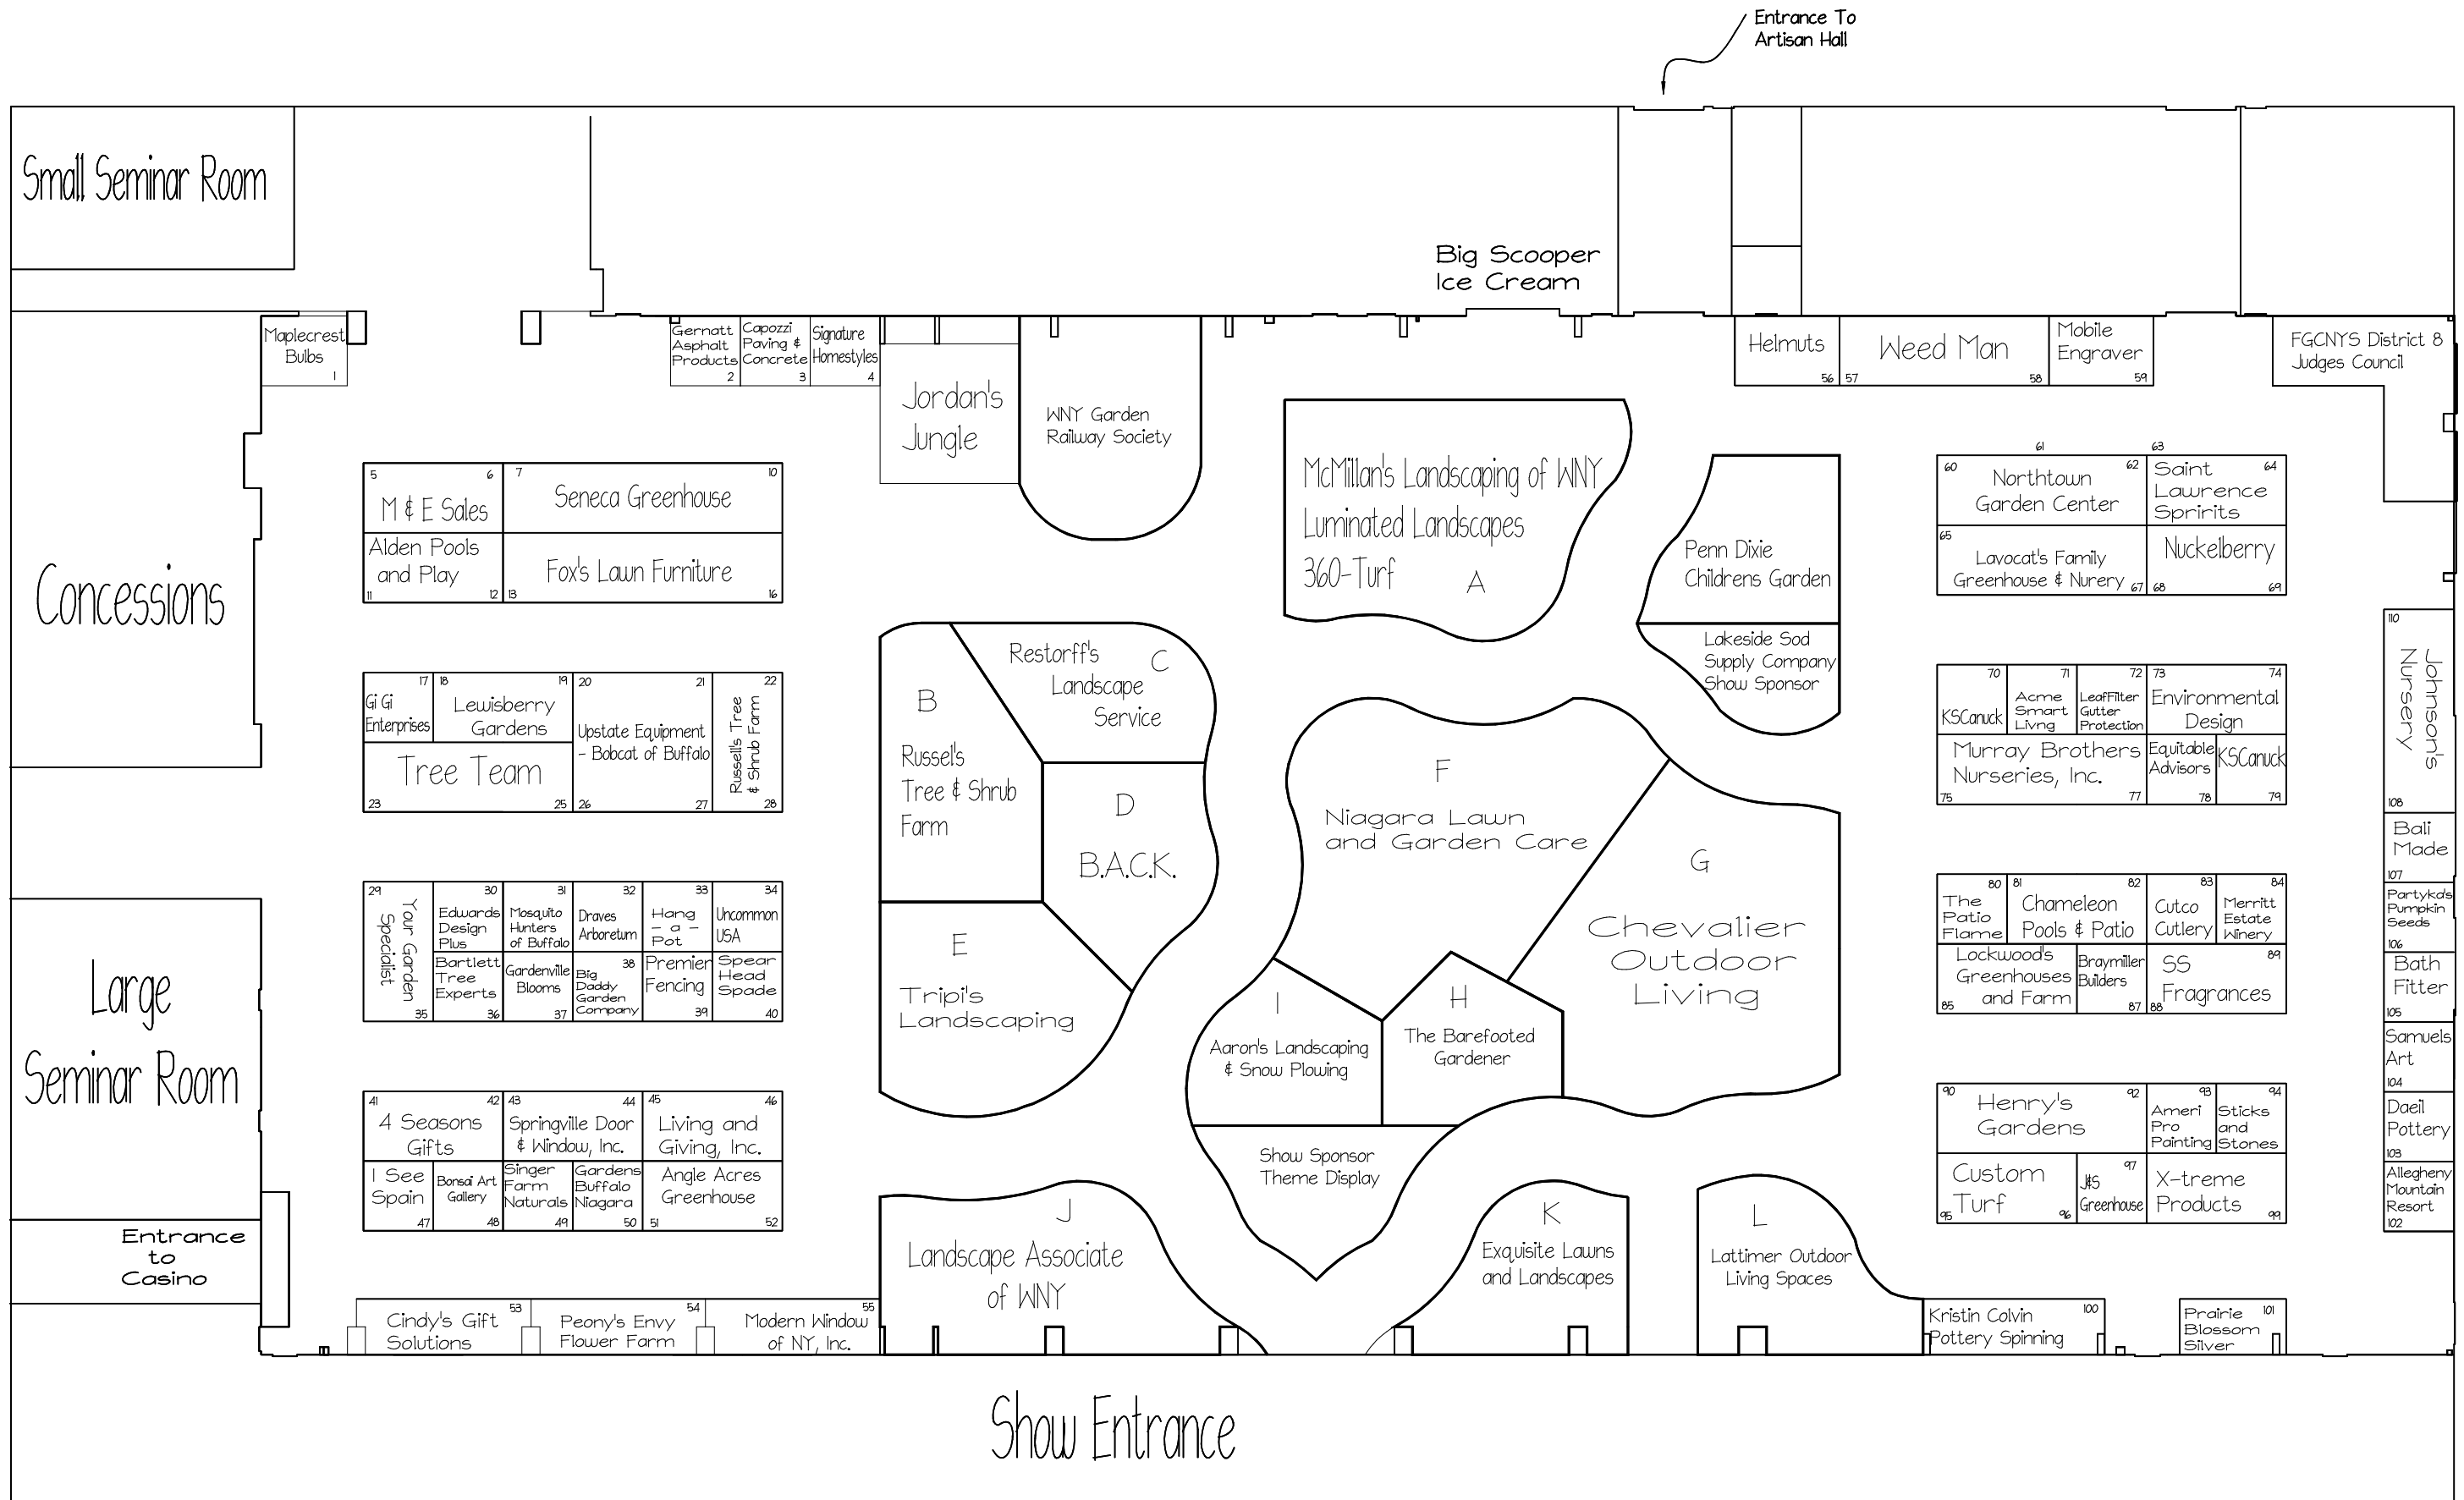 Entrance To
Artisan Hall
Small Seminar Room
Big Scooper
Ice Cream
Maplecrest
Bulbs
1
Gernatt
Asphalt
Products
2
Capozzi
Paving &
Concrete
3
Signature
Homestyles
4
Jordan's
Jungle
WNY Garden
Railway Society
Helmuts
56
57
Weed Man
58
Mobile
Engraver
59
FGCNYS District 8
Judges Council
Concessions
5
6
M & E Sales
7
10
Seneca Greenhouse
Alden Pools
and Play
11
12
13
Fox's Lawn Furniture
16
McMillan's Landscaping of WNY
Luminated Landscapes
360-Turf
A
Penn Dixie
Childrens Garden
Lakeside Sod
Supply Company
Show Sponsor
61
63
60
62
Northtown
Garden Center
Saint
64
Lawrence
Spririts
65
Lavocat's Family
Greenhouse & Nurery
67
Nuckelberry
68
69
17
Gi Gi
Enterprises
18
19
Lewisberry
Gardens
20
21
Upstate Equipment
- Bobcat of Buffalo
26
27
22
Russell's Tree
& Shrub Farm
28
Tree Team
23
25
B
Russel's
Tree & Shrub
Farm
Restorff's
C
Landscape
Service
D
B.A.C.K.
E
Tripi's
Landscaping
F
Niagara Lawn
and Garden Care
G
Chevalier
Outdoor
Living
H
The Barefooted
Gardener
I
Aaron's Landscaping
& Snow Plowing
Show Sponsor
Theme Display
70
KSCanuck
71
Acme
Smart
Livng
72
LeafFilter
Gutter
Protection
73
74
Environmental
Design
Murray Brothers
Nurseries, Inc.
75
77
Equitable
Advisors
78
KSCanuck
79
110
Johnson's
Nursery
108
Bali
Made
107
Partyka's
Pumpkin
Seeds
106
Bath
Fitter
105
Samuels
Art
104
Daeil
Pottery
103
Allegheny
Mountain
Resort
102
Large
Seminar Room
29
Your Garden
Specialist
35
30
Edwards
Design
Plus
31
Mosquito
Hunters
of Buffalo
32
Draves
Arboretum
33
Hang
- a -
Pot
34
Uncommon
USA
Bartlett
Tree
Experts
36
Gardenville
Blooms
37
38
Big
Daddy
Garden
Company
Premier
Fencing
39
Spear
Head
Spade
40
80
The
Patio
Flame
81
82
Chameleon
Pools & Patio
83
Cutco
Cutlery
84
Merritt
Estate
Winery
Lockwood's
Greenhouses
and Farm
85
Braymiller
Builders
87
SS
89
Fragrances
88
41
42
4 Seasons
Gifts
43
44
Springville Door
& Window, Inc.
45
46
Living and
Giving, Inc.
I See
Spain
47
Bonsai Art
Gallery
48
Singer
Farm
Naturals
49
Gardens
Buffalo
Niagara
50
Angle Acres
Greenhouse
51
52
90
92
Henry's
Gardens
93
Ameri
Pro
Painting
94
Sticks
and
Stones
Custom
Turf
95
96
97
J&S
Greenhouse
X-treme
Products
99
Entrance
to
Casino
53
Cindy's Gift
Solutions
54
Peony's Envy
Flower Farm
55
Modern Window
of NY, Inc.
J
Landscape Associate
of WNY
K
Exquisite Lawns
and Landscapes
L
Lattimer Outdoor
Living Spaces
Kristin Colvin
100
Pottery Spinning
Prairie
101
Blossom
Silver
Show Entrance